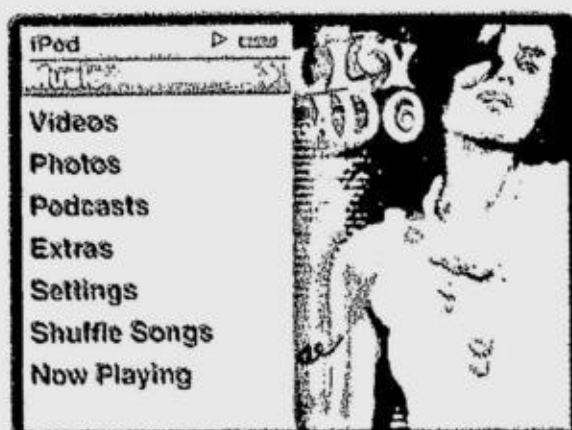 iPod
Videos
Photos
Podcasts
Extras
Settings
Shuffle Songs
Now Playing